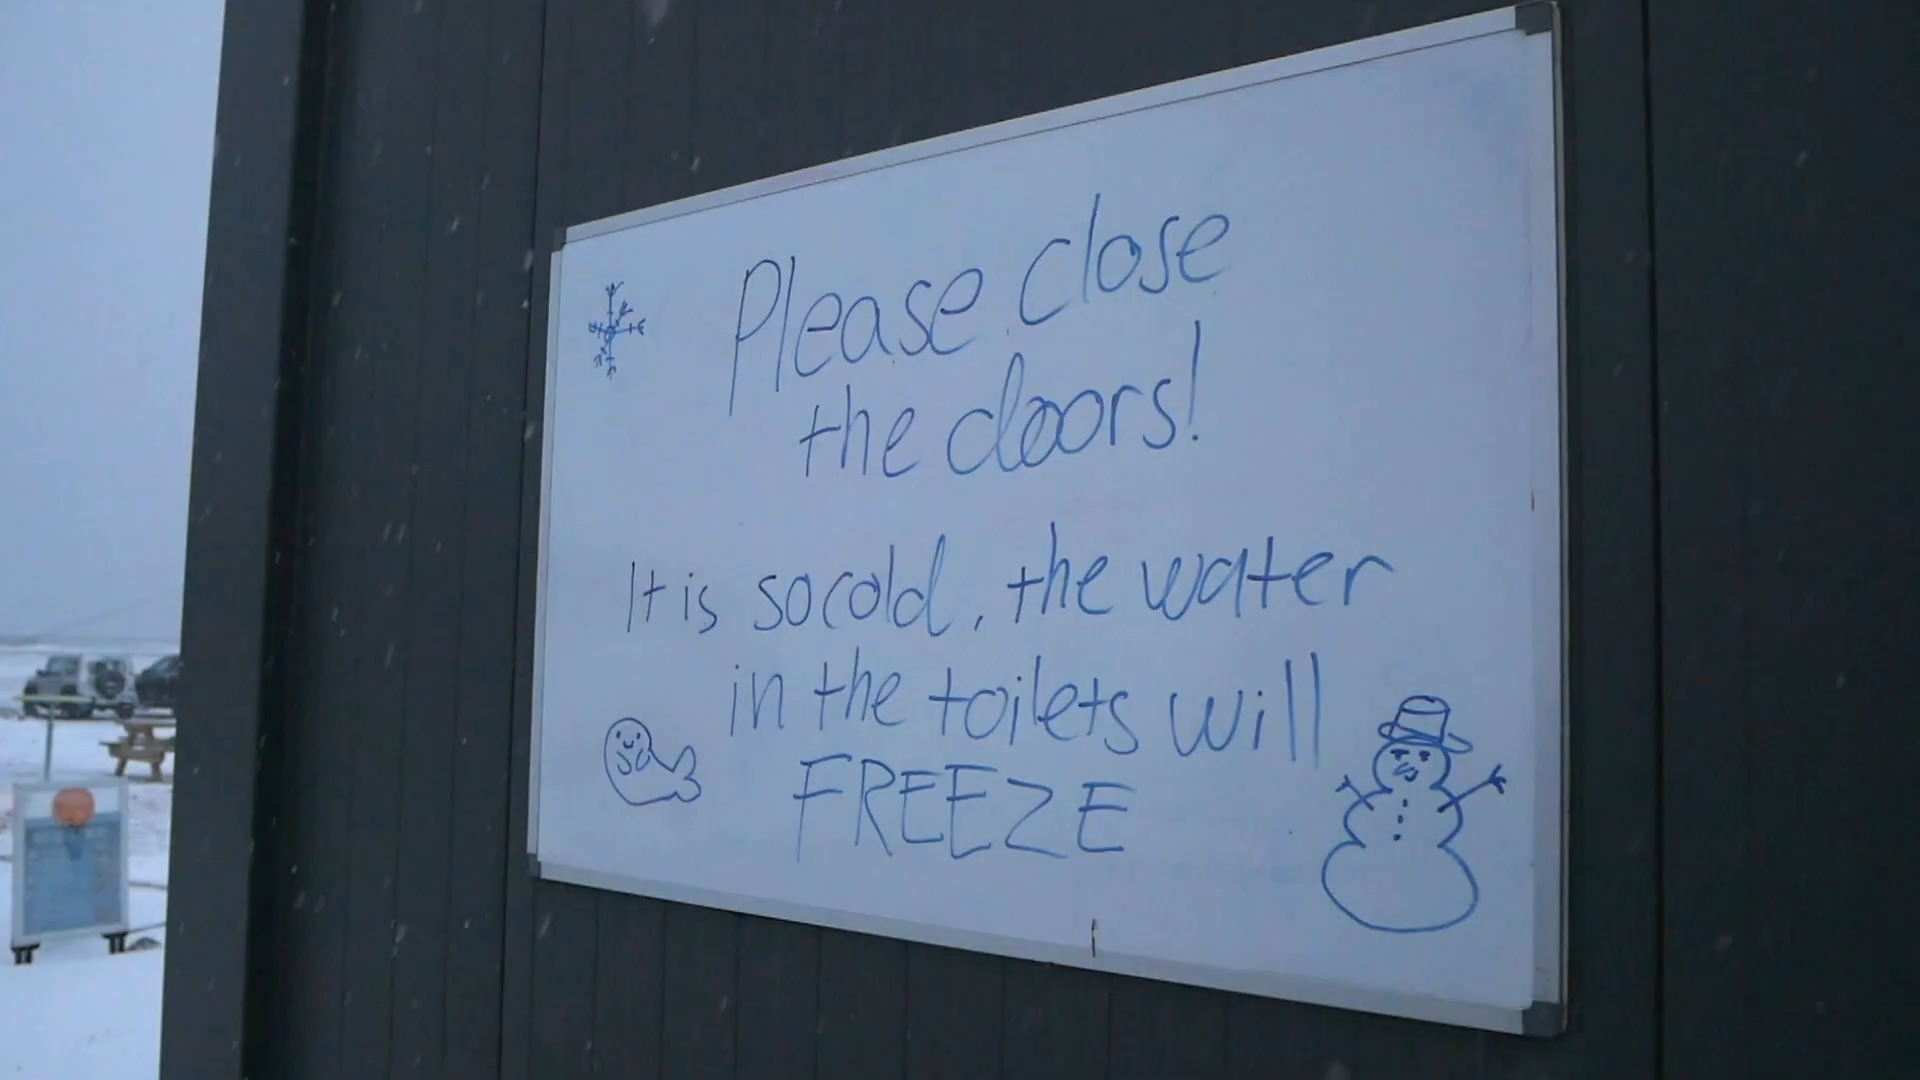 Please close
the doors!
It is so cold, the water
in the toilets will
FREEZE